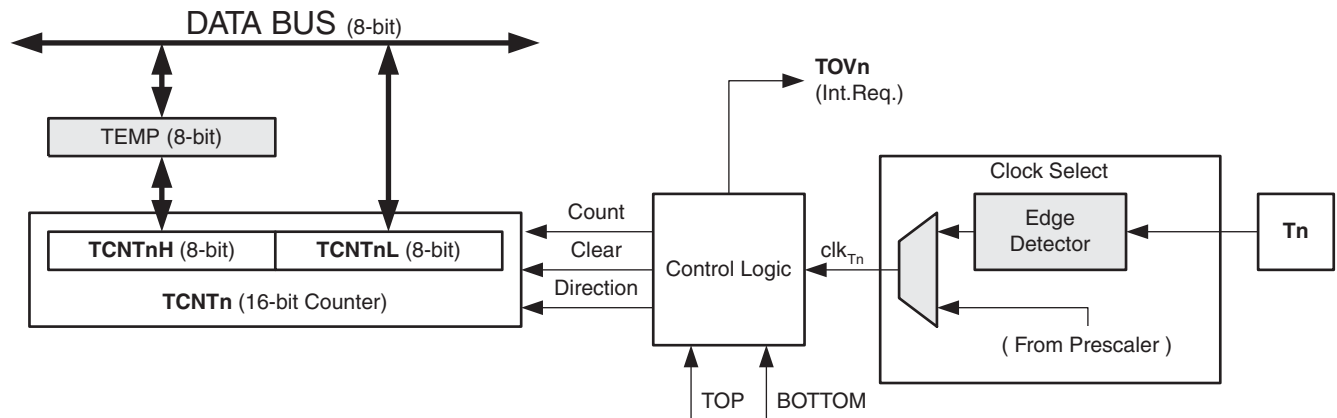 DATA BUS (8-bit)
TOVn
(Int.Req.)
TEMP (8-bit)
Clock Select
Count
Edge
Detector
Tn
TCNTnH (8-bit) TCNTnL (8-bit)
Clear
Control Logic
clkTn
TCNTn (16-bit Counter)
Direction
( From Prescaler )
TOP
BOTTOM